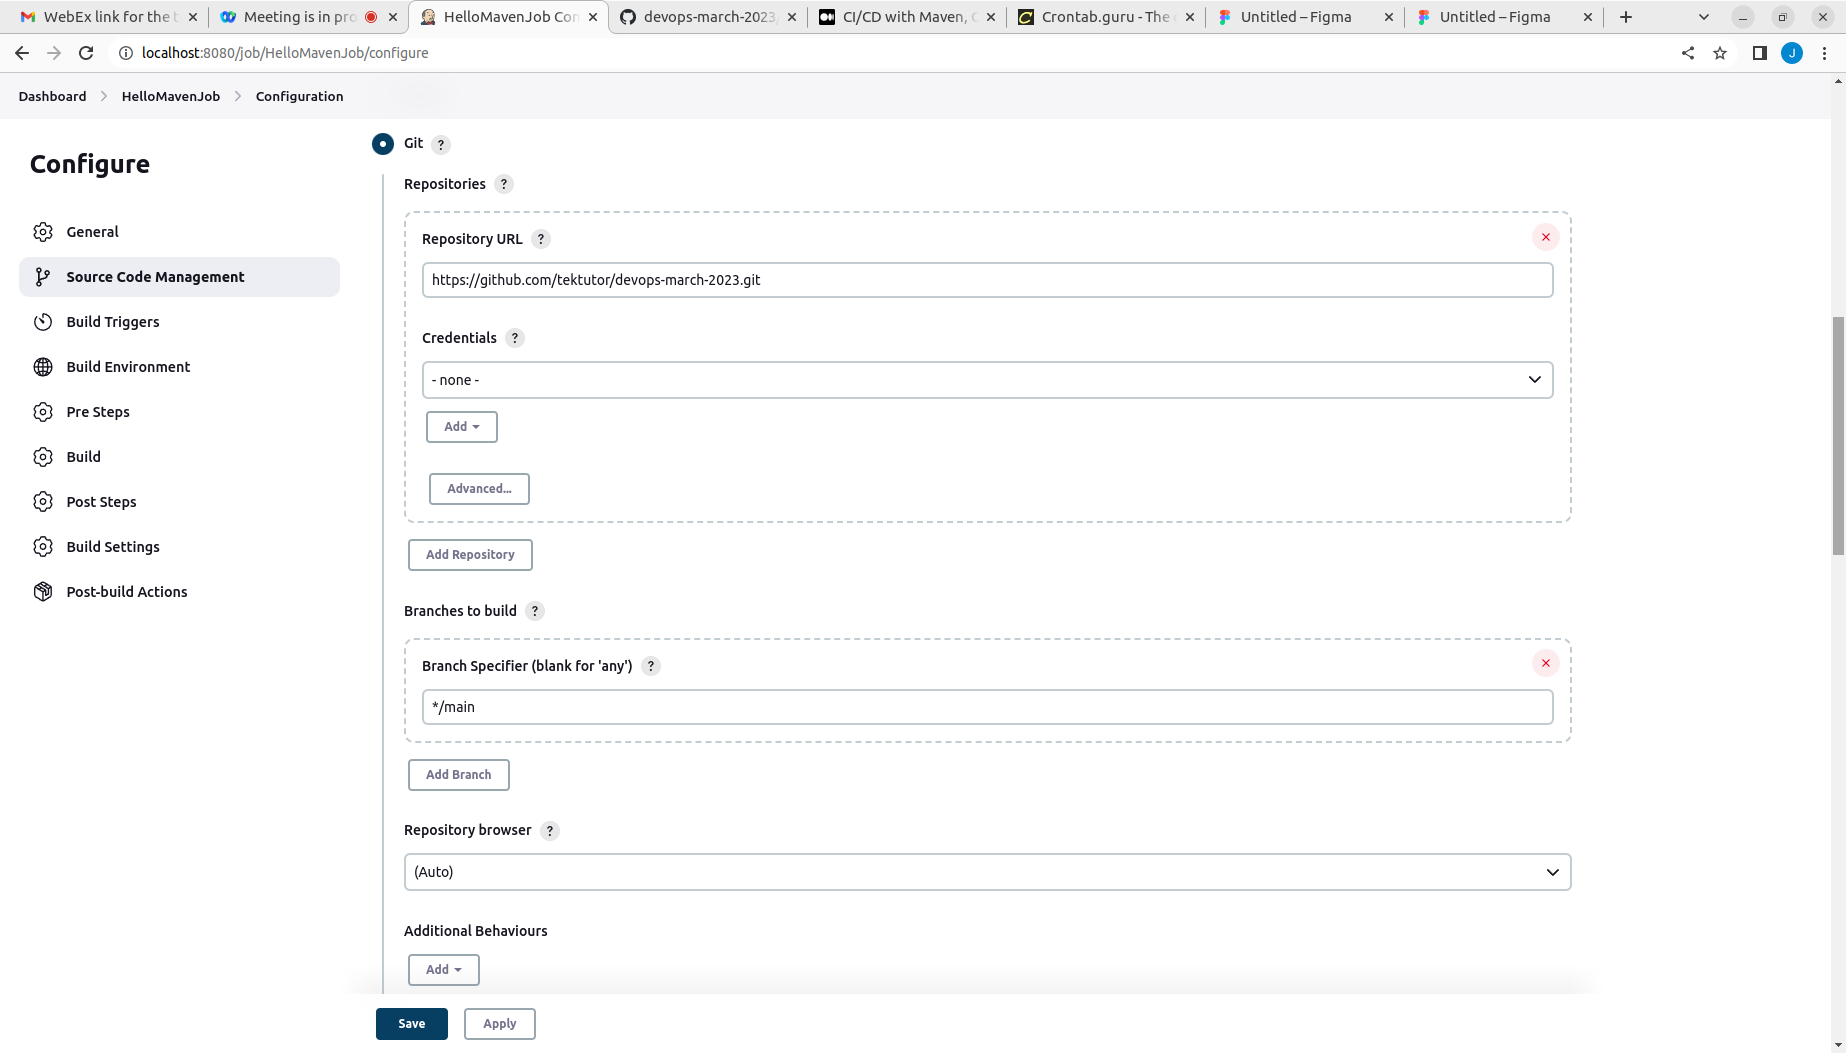 WebEx link for the t
Meeting is in pro
HelloMavenJob Con
devops-march-2023,
CI/CD with Maven, 
Crontab.guru - The
Untitled – Figma
Untitled – Figma
localhost:8080/job/HelloMavenJob/configure
J
Dashboard
HelloMavenJob
Configuration
Configure
General
Source Code Management
Build Triggers
Build Environment
Pre Steps
Build
Post Steps
Build Settings
Post-build Actions
Git ?
Repositories ?
Repository URL ?
https://github.com/tektutor/devops-march-2023.git
Credentials ?
- none -
Add
Advanced...
Add Repository
Branches to build ?
Branch Specifier (blank for 'any') ?
*/main
Add Branch
Repository browser ?
(Auto)
Additional Behaviours
Add
Save
Apply